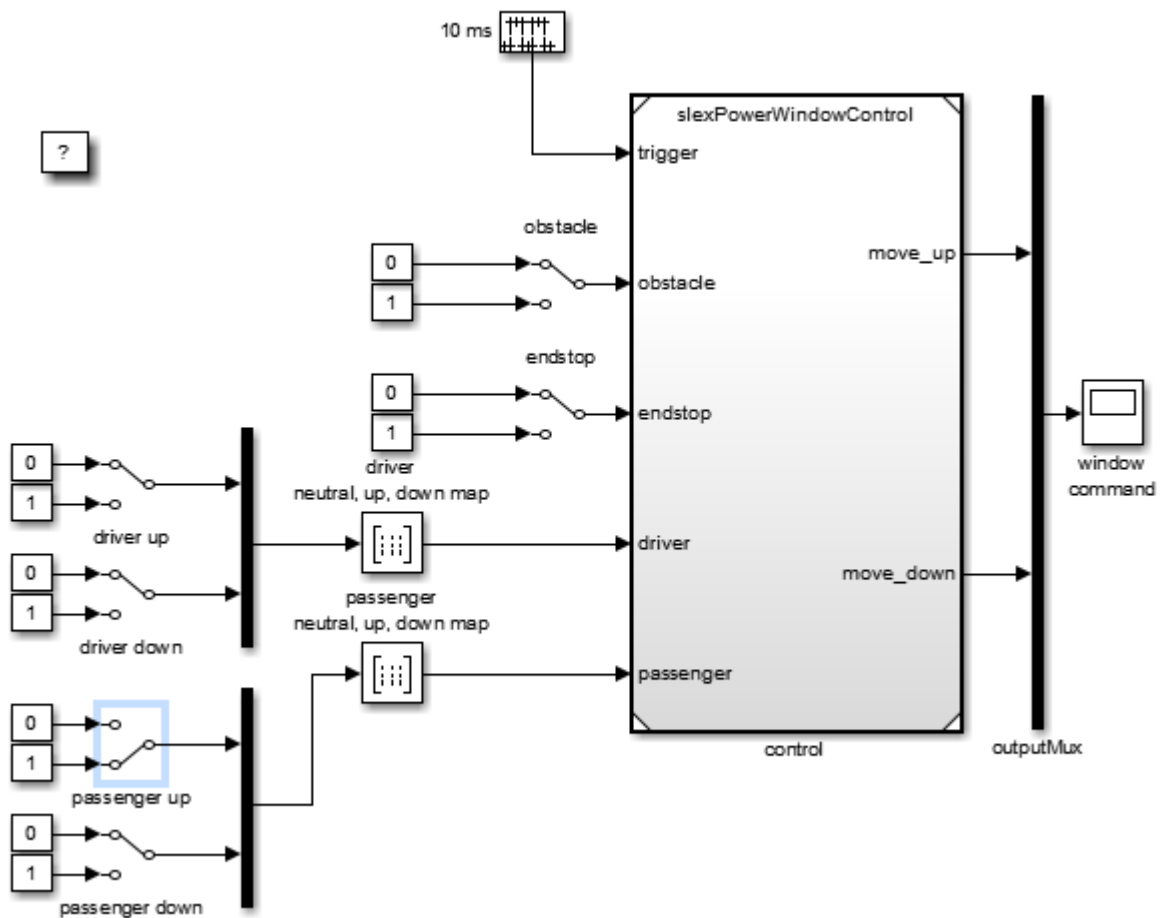 10 ms
?
slexPowerWindowControl
trigger
obstacle
0
1
obstacle
move_up
endstop
0
1
endstop
window
command
0
1
driver up
0
1
driver down
driver
neutral, up, down map
driver
move_down
passenger
neutral, up, down map
passenger
control
outputMux
0
1
passenger up
0
1
passenger down